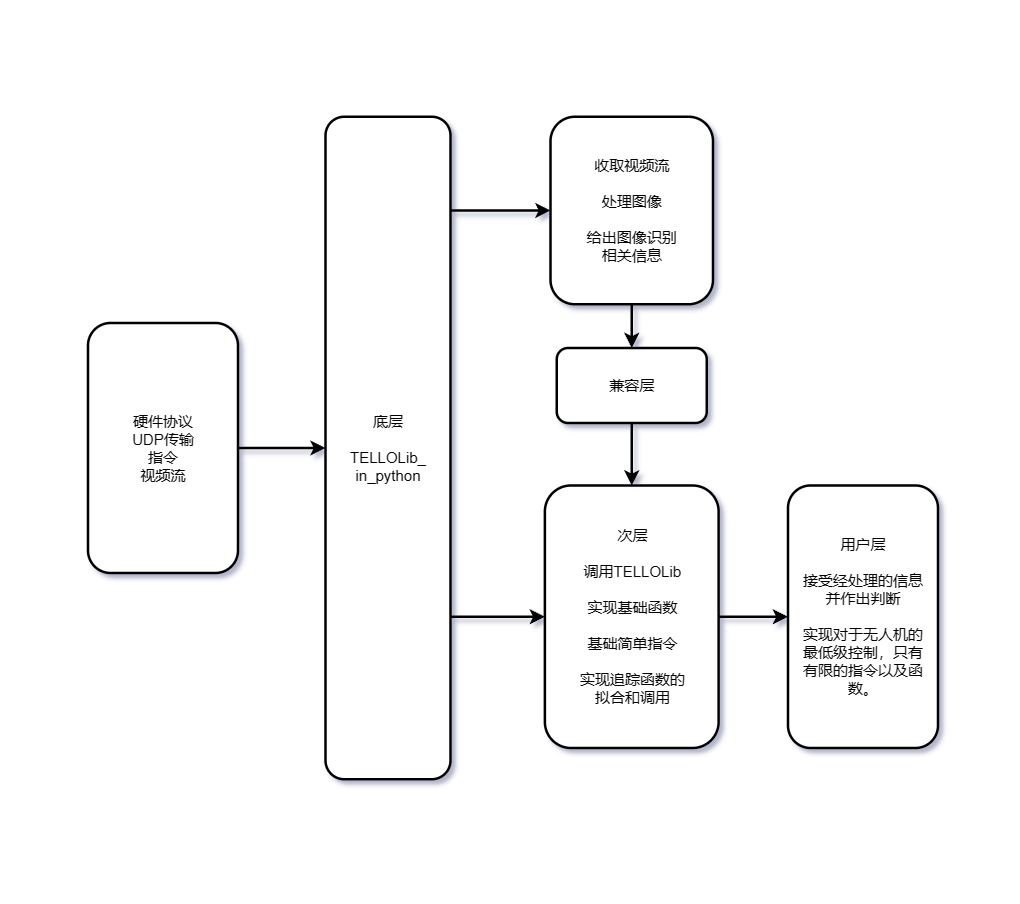 硬件协议
UDP传输
指令
视频流
底层
TELLOLib_
in_python
收取视频流
处理图像
给出图像识别
相关信息
兼容层
次层
调用TELLOLib
实现基础函数
基础简单指令
实现追踪函数的
拟合和调用
用户层
接受经处理的信息
并作出判断
实现对于无人机的
最低级控制，只有
有限的指令以及函
数。